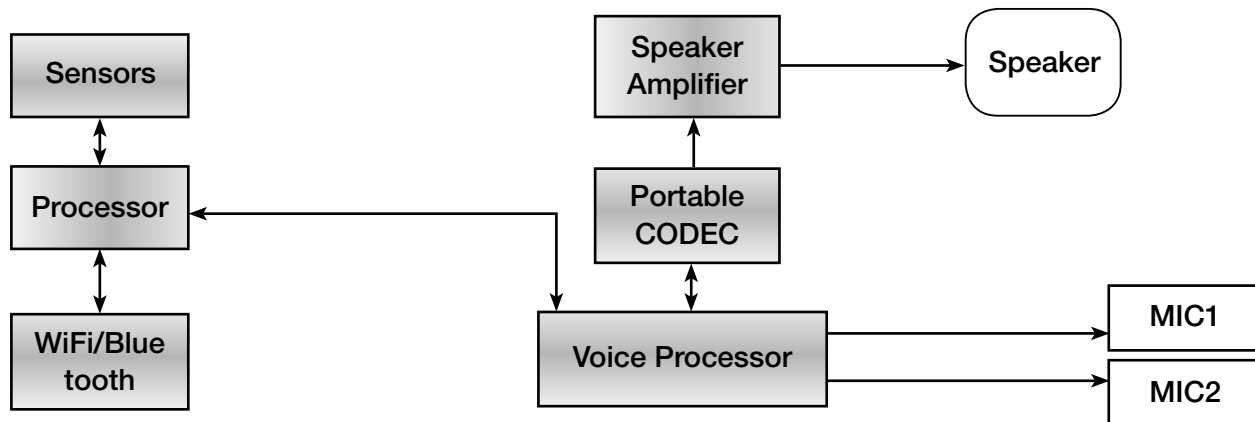 Sensors
Processor
WiFi/Blue
tooth
Speaker
Amplifier
Speaker
Portable
CODEC
Voice Processor
MIC1
MIC2